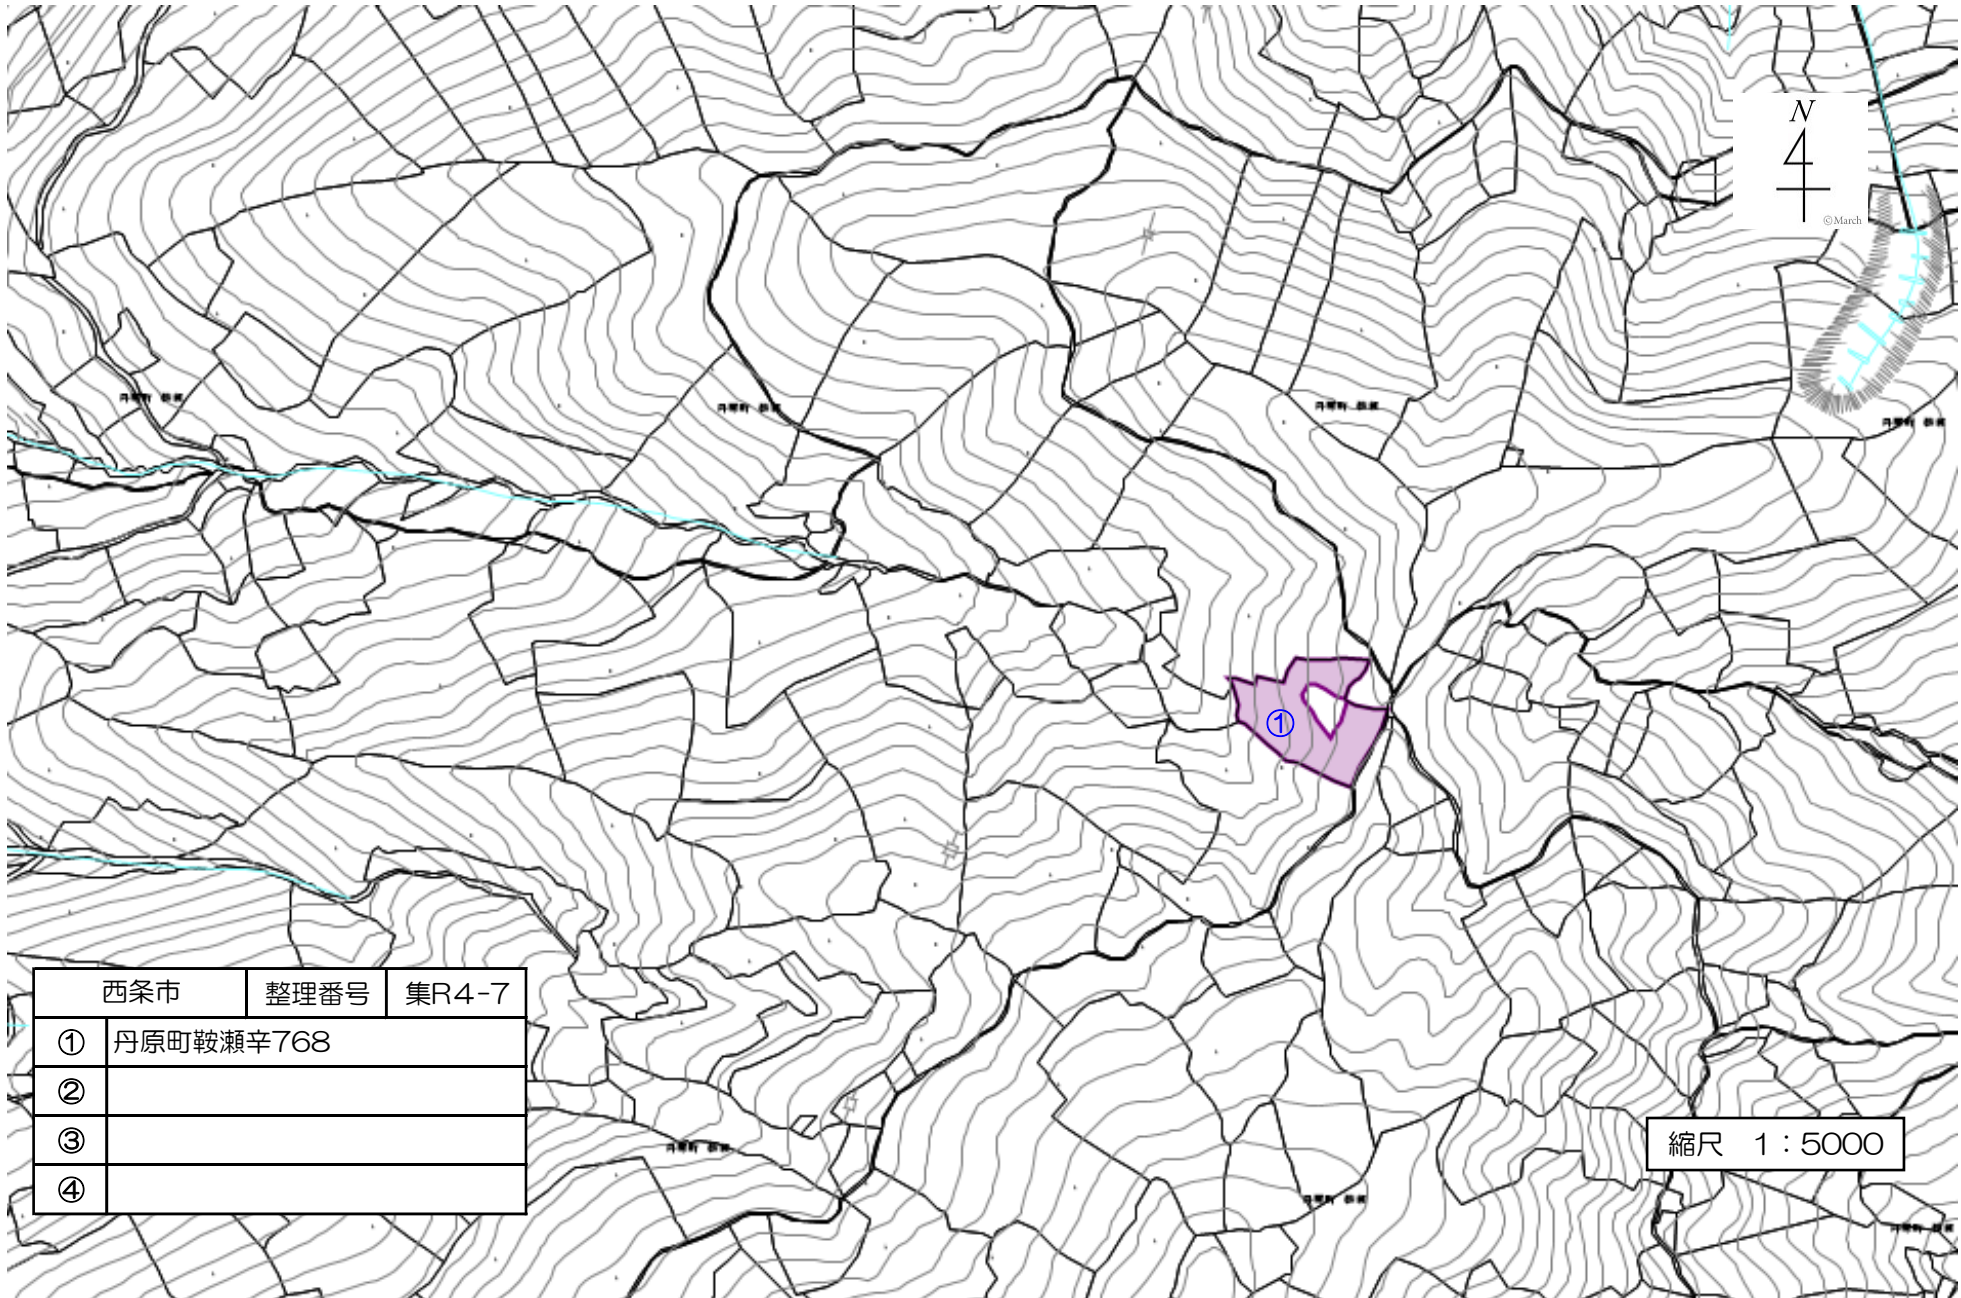 N
©March
西条市 整理番号 集R4-7
① 丹原町鞍瀬辛768
②
③
④
①
縮尺 1：5000